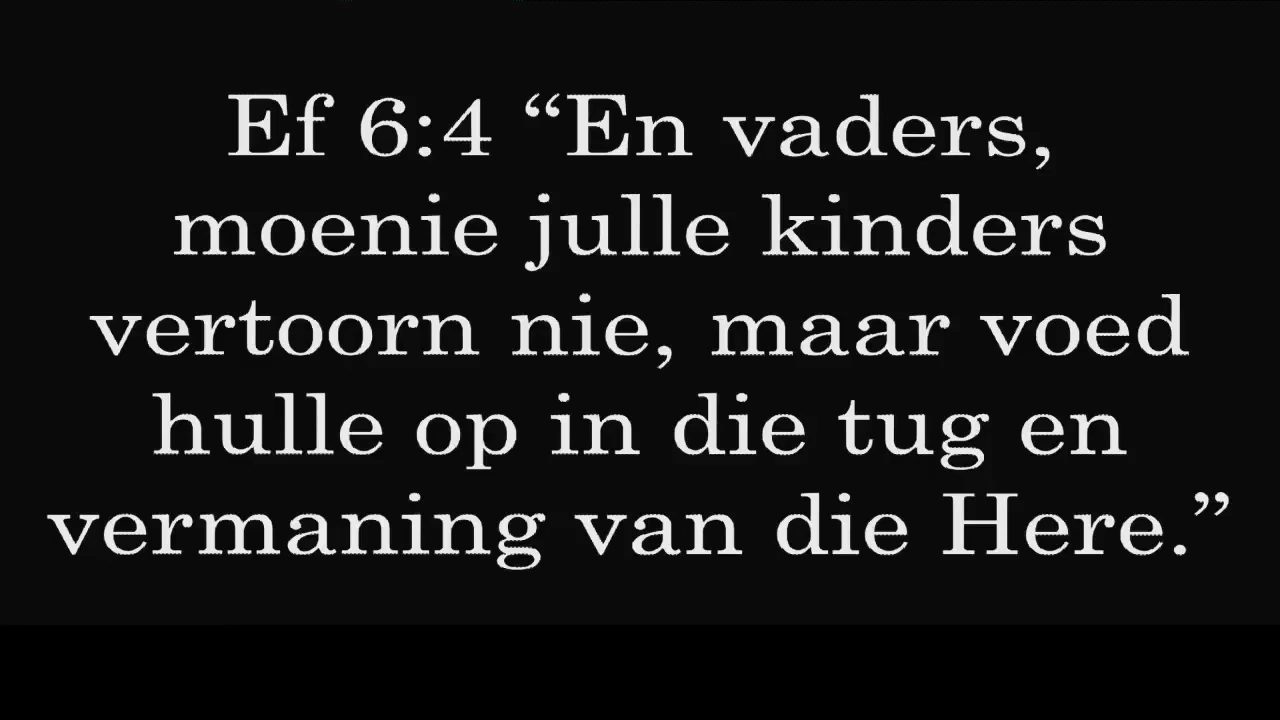 Ef 6:4 “En vaders,
moenie julle kinders
vertoorn nie, maar voed
hulle op in die tug en
vermaning van die Here.”